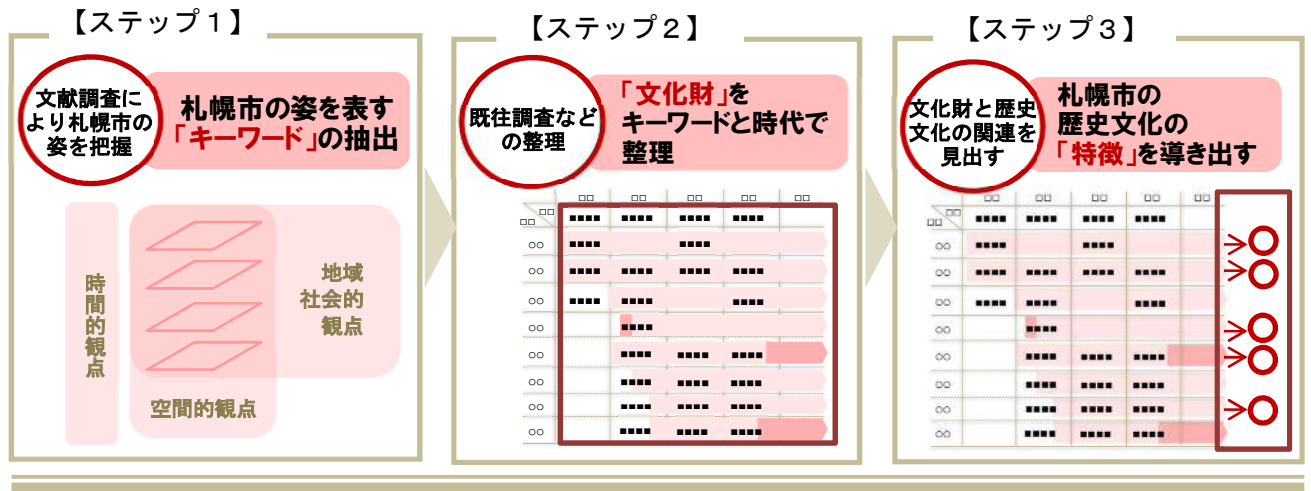 【ステップ１】
文献調査に
より札幌市の
姿を把握
札幌市の姿を表す
「キーワード」の抽出
時間的観点
地域
社会的
観点
空間的観点
【ステップ２】
既往調査など
の整理
「文化財」を
キーワードと時代で
整理
□□ □□ □□ □□ □□
□□
□□
■■■■ ■■■■ ■■■■ ■■■■
○○ ■■■■ ■■■■
○○ ■■■■ ■■■■ ■■■■ ■■■■
○○ ■■■■ ■■■■ ■■■■
○○ ■■■■
○○ ■■■■ ■■■■ ■■■■
○○ ■■■■ ■■■■ ■■■■
○○ ■■■■ ■■■■ ■■■■
○○ ■■■■ ■■■■ ■■■■
【ステップ３】
文化財と歴史
文化の関連を
見出す
札幌市の
歴史文化の
「特徴」を導き出す
□□ □□ □□ □□ □□
□□
□□
■■■■ ■■■■ ■■■■ ■■■■
○○ ■■■■ ■■■■
○○ ■■■■ ■■■■ ■■■■ ■■■■
○○ ■■■■ ■■■■ ■■■■
○○ ■■■■
○○ ■■■■ ■■■■ ■■■■
○○ ■■■■ ■■■■ ■■■■
○○ ■■■■ ■■■■ ■■■■
○○ ■■■■ ■■■■ ■■■■